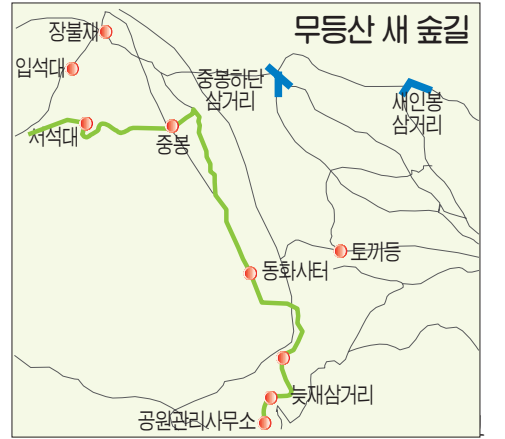 무등산 새 숲길
장불재
입석대
중봉하단
삼거리
새인봉
삼거리
서석대
중봉
토끼등
동화사터
늦재삼거리
공원관리사무소